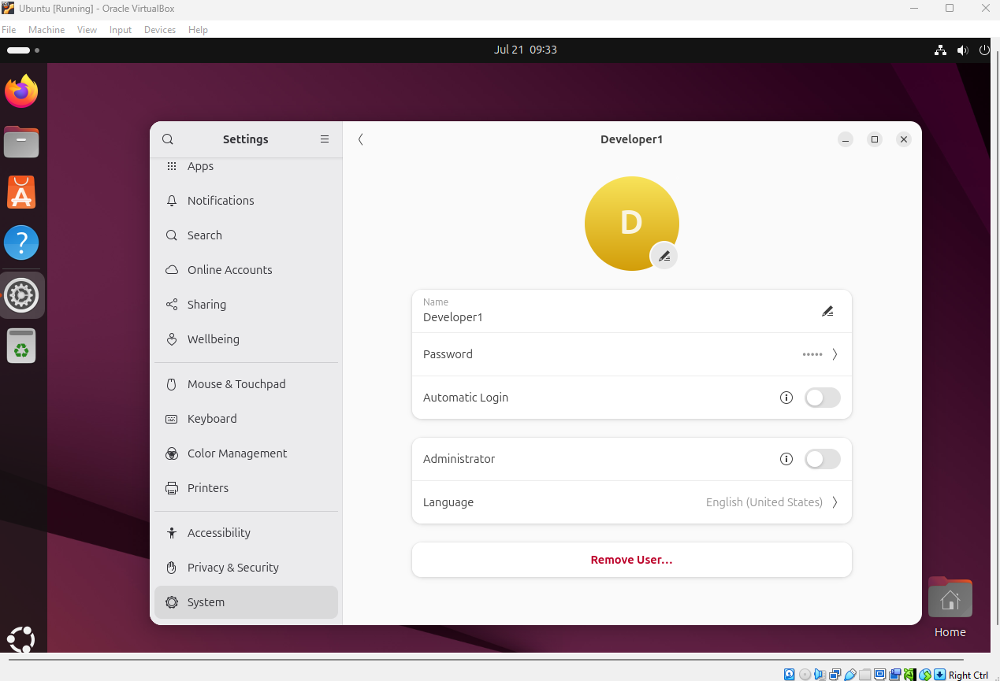 Ubuntu [Running] - Oracle VirtualBox
File Machine View Input Devices Help
Jul 21 09:33
Settings
Developer1
Apps
Notifications
Search
Online Accounts
Sharing
Wellbeing
Mouse & Touchpad
Keyboard
Color Management
Printers
Accessibility
Privacy & Security
System
D
Name
Developer1
Password •••••
Automatic Login
Administrator
Language English (United States)
Remove User…
Home
Right Ctrl